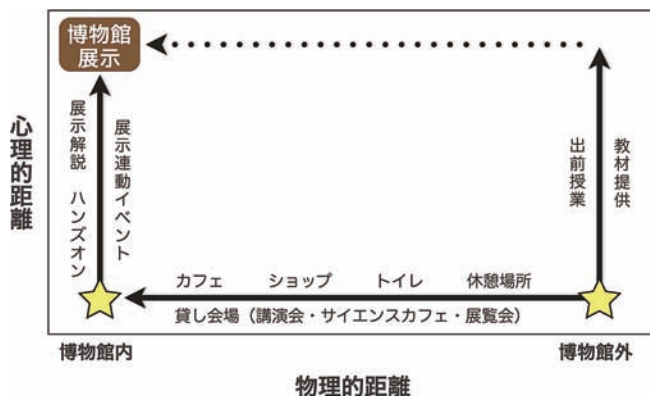 博物館
展示
心理的距離
展示解説　ハンズオン
展示連動イベント
出前授業
教材提供
カフェ　ショップ　トイレ　休憩場所
貸し会場（講演会・サイエンスカフェ・展覧会）
博物館内
博物館外
物理的距離